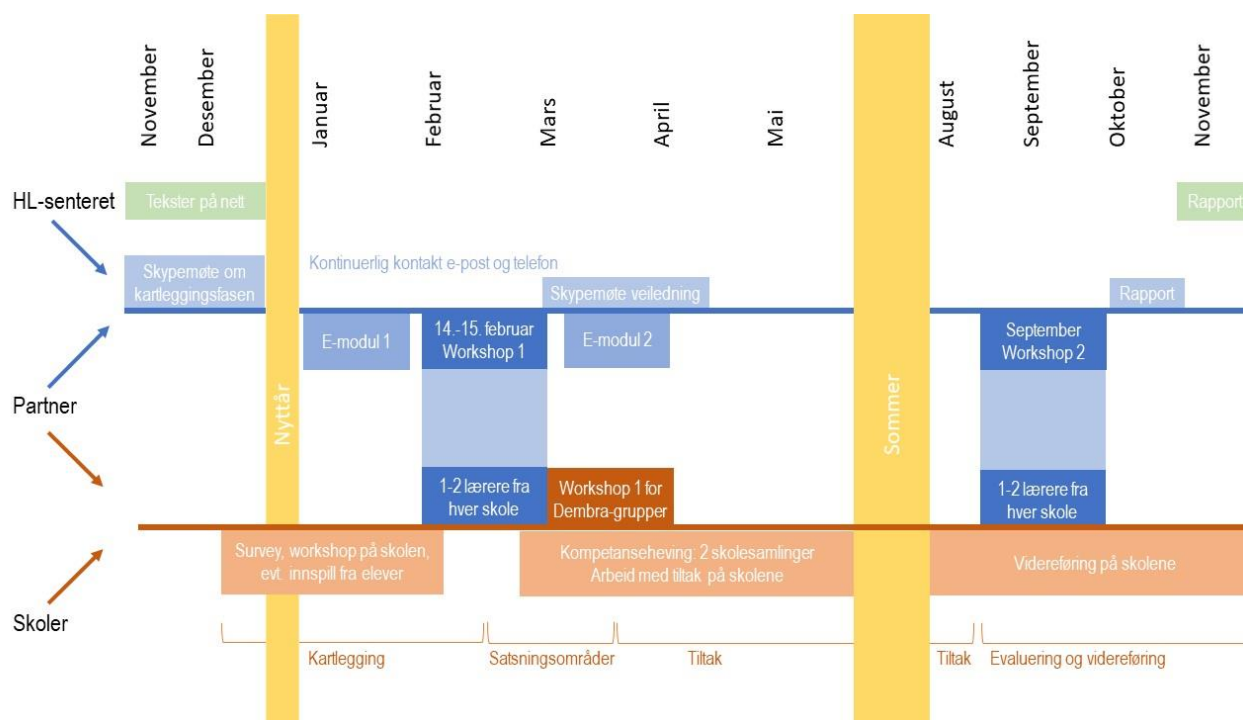 November
Desember
Januar
Februar
Mars
April
Mai
August
September
Oktober
November
HL-senteret
Tekster på nett
Rapport
Skypemøte om
kartleggingsfasen
Kontinuerlig kontakt e-post og telefon
Skypemøte veiledning
Rapport
E-modul 1
14.-15. februar
Workshop 1
E-modul 2
September
Workshop 2
Partner
Nyttår
Sommer
1-2 lærere fra
hver skole
Workshop 1 for
Dembra-grupper
1-2 lærere fra
hver skole
Survey, workshop på skolen,
evt. innspill fra elever
Kompetanseheving: 2 skolesamlinger
Arbeid med tiltak på skolene
Videreføring på skolene
Skoler
Kartlegging
Satsningsområder
Tiltak
Tiltak
Evaluering og videreføring